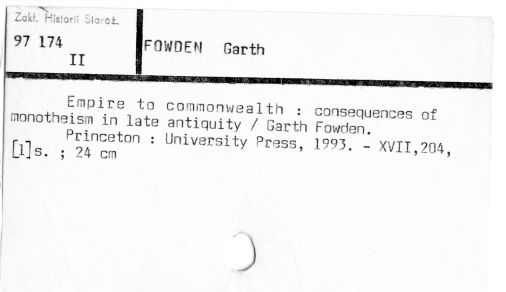 Zakł. Historii Staroż.
97 174
II
FOWDEN Garth
Empire to commonwealth : consequences of
monotheism in late antiquity / Garth Fowden.
Princeton : University Press, 1993. - XVII,204,
[1]s. ; 24 cm